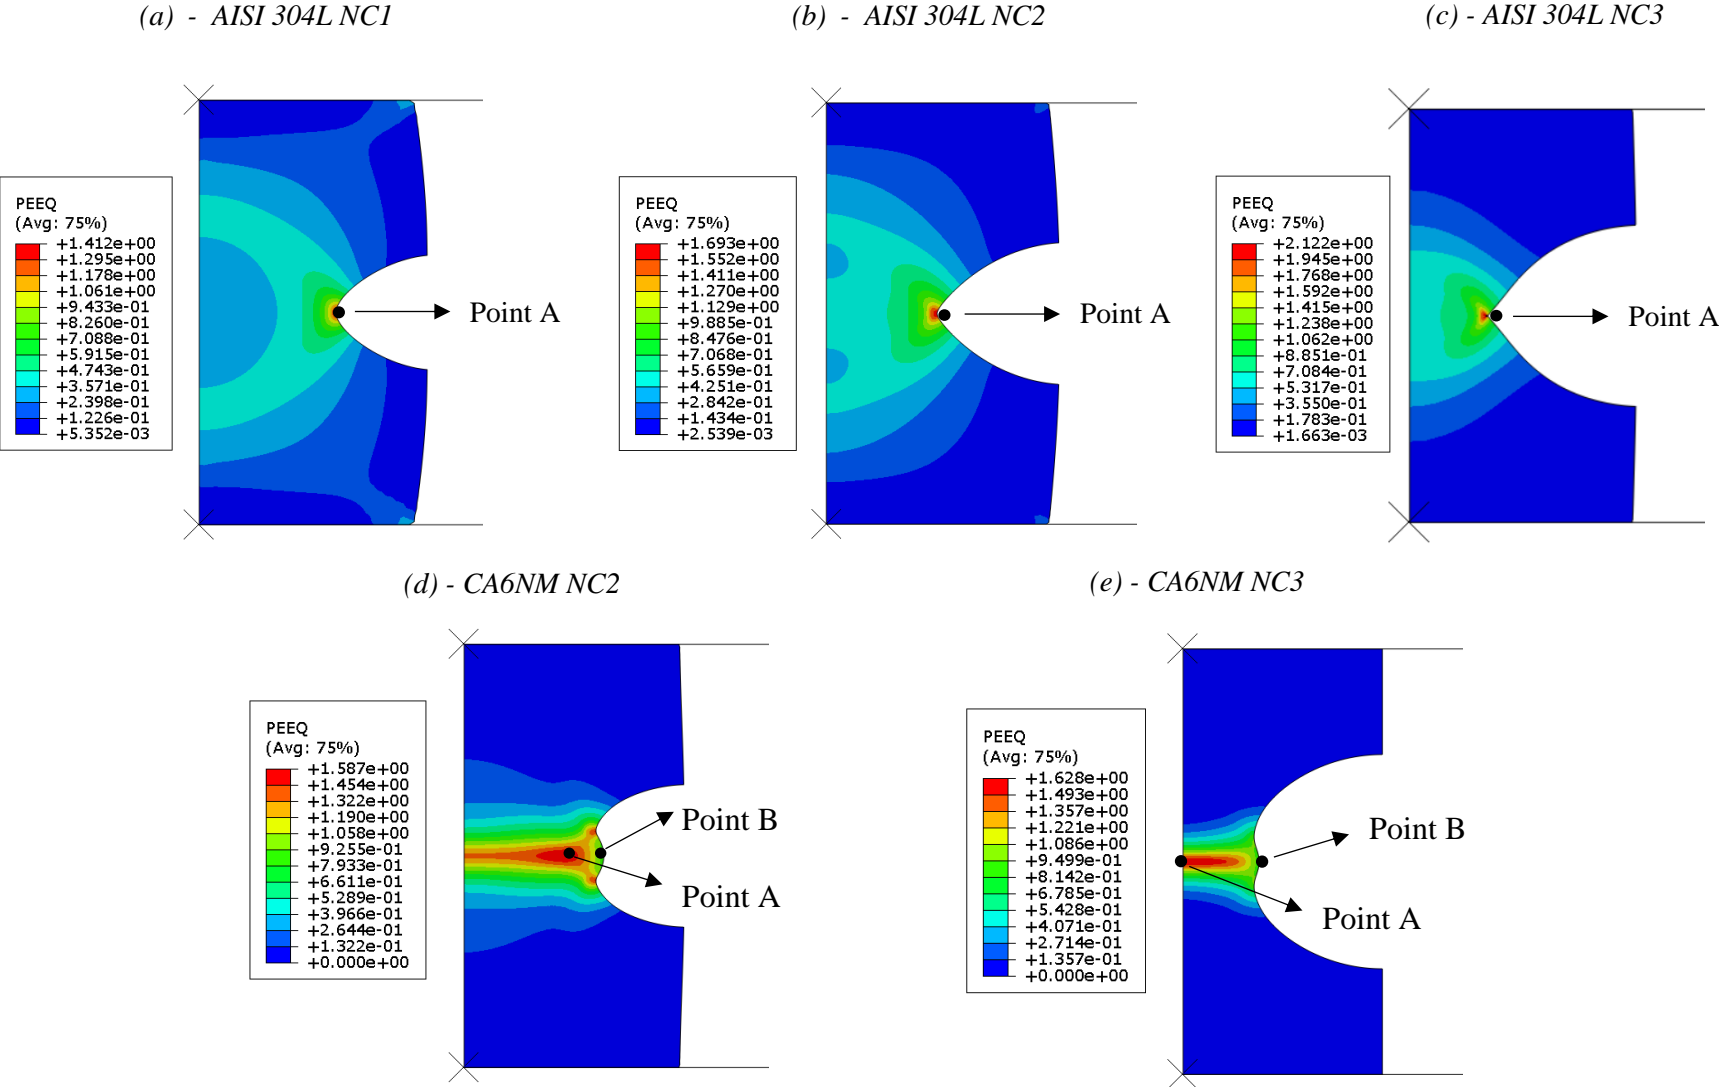 (a) - AISI 304L NC1
(b) - AISI 304L NC2
(c) - AISI 304L NC3
PEEQ
(Avg: 75%)
+1.412e+00
+1.295e+00
+1.178e+00
+1.061e+00
+9.433e-01
+8.260e-01
+7.088e-01
+5.915e-01
+4.743e-01
+3.571e-01
+2.398e-01
+1.226e-01
+5.352e-03
Point A
PEEQ
(Avg: 75%)
+1.693e+00
+1.552e+00
+1.411e+00
+1.270e+00
+1.129e+00
+9.885e-01
+8.476e-01
+7.068e-01
+5.659e-01
+4.251e-01
+2.842e-01
+1.434e-01
+2.539e-03
Point A
PEEQ
(Avg: 75%)
+2.122e+00
+1.945e+00
+1.768e+00
+1.592e+00
+1.415e+00
+1.238e+00
+1.062e+00
+8.851e-01
+7.084e-01
+5.317e-01
+3.550e-01
+1.783e-01
+1.663e-03
Point A
(d) - CA6NM NC2
(e) - CA6NM NC3
PEEQ
(Avg: 75%)
+1.587e+00
+1.454e+00
+1.322e+00
+1.190e+00
+1.058e+00
+9.255e-01
+7.933e-01
+6.611e-01
+5.289e-01
+3.966e-01
+2.644e-01
+1.322e-01
+0.000e+00
Point B
Point A
PEEQ
(Avg: 75%)
+1.628e+00
+1.493e+00
+1.357e+00
+1.221e+00
+1.086e+00
+9.499e-01
+8.142e-01
+6.785e-01
+5.428e-01
+4.071e-01
+2.714e-01
+1.357e-01
+0.000e+00
Point B
Point A